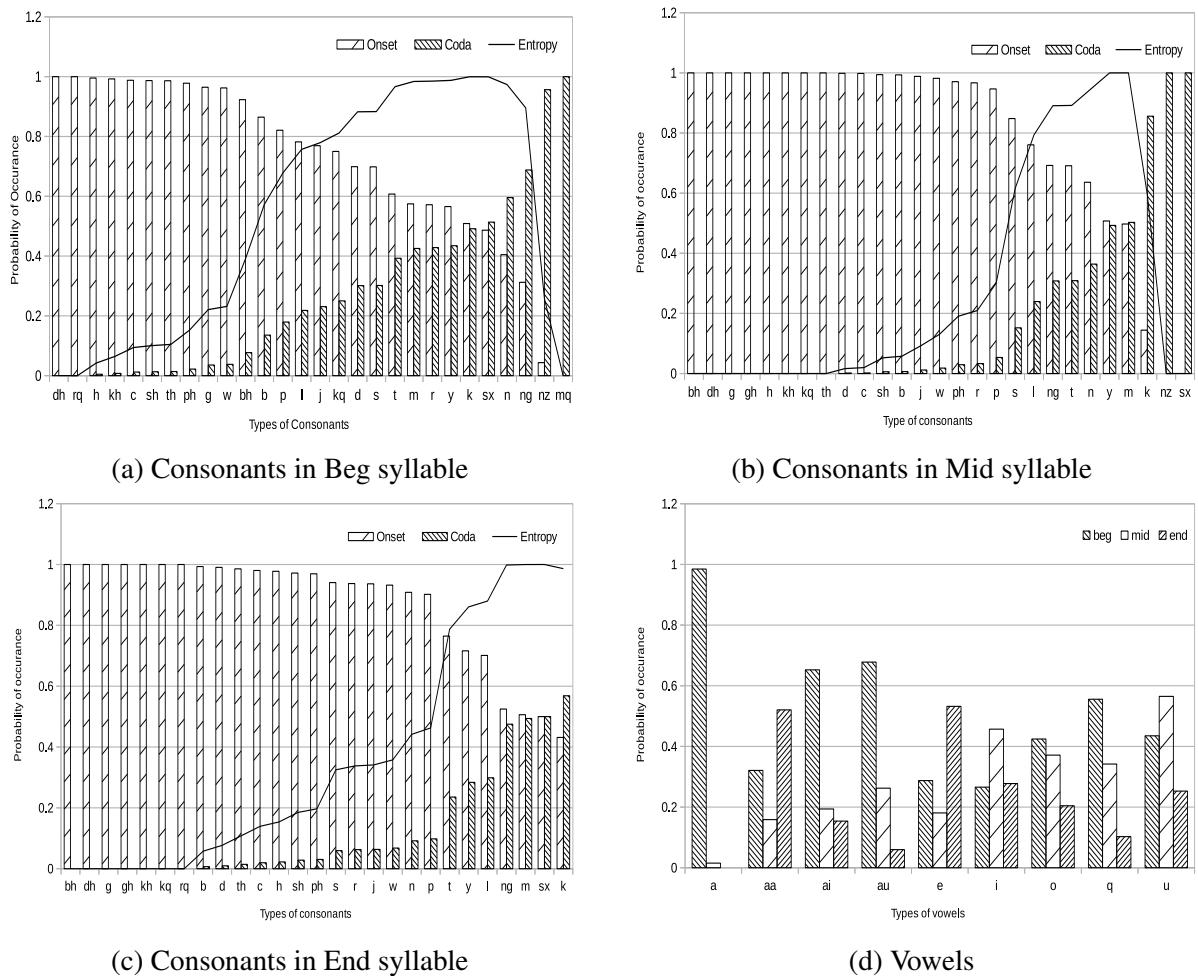 1.2
Onset Coda Entropy
1
0.8
0.6
0.4
0.2
0
Probability of Occurance
dh rq h kh c sh th ph g w bh b p l j kq d s t m r y k sx n ng nz mq
Types of Consonants
(a) Consonants in Beg syllable
1.2
Onset Coda Entropy
1
0.8
0.6
0.4
0.2
0
Probability of occurance
bh dh g gh h kh kq th d c sh b j w ph r p s l ng t n y m k nz sx
Type of consonants
(b) Consonants in Mid syllable
1.2
Onset Coda Entropy
1
0.8
0.6
0.4
0.2
0
Probability of occurance
bh dh g gh kh kq rq b d th c h sh ph s r j w n p t y l ng m sx k
Types of consonants
(c) Consonants in End syllable
1.2
beg mid end
1
0.8
0.6
0.4
0.2
0
Probability of occurance
a aa ai au e i o q u
Types of vowels
(d) Vowels